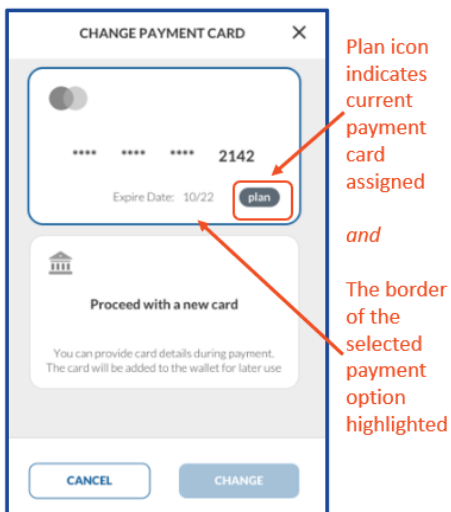 CHANGE PAYMENT CARD
**** **** **** 2142
Expire Date: 10/22 plan
Proceed with a new card
You can provide card details during payment.
The card will be added to the wallet for later use
CANCEL CHANGE
Plan icon
indicates
current
payment
card
assigned
and
The border
of the
selected
payment
option
highlighted